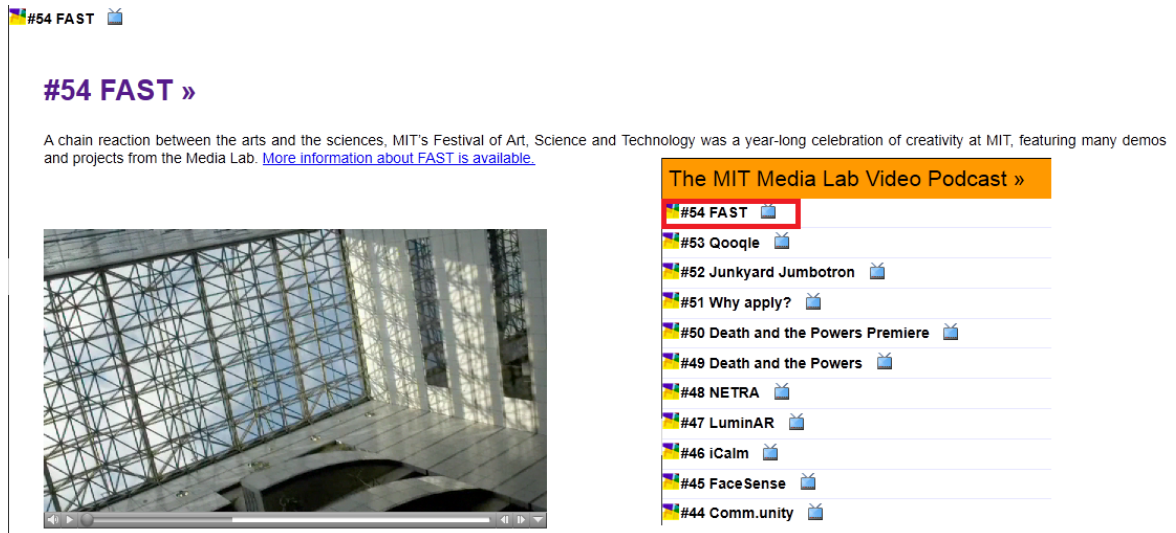 #54 FAST
#54 FAST »
A chain reaction between the arts and the sciences, MIT's Festival of Art, Science and Technology was a year-long celebration of creativity at MIT, featuring many demos
and projects from the Media Lab. More information about FAST is available.
The MIT Media Lab Video Podcast »
#54 FAST
#53 Qooqle
#52 Junkyard Jumbotron
#51 Why apply?
#50 Death and the Powers Premiere
#49 Death and the Powers
#48 NETRA
#47 LuminAR
#46 iCalm
#45 FaceSense
#44 Comm.unity